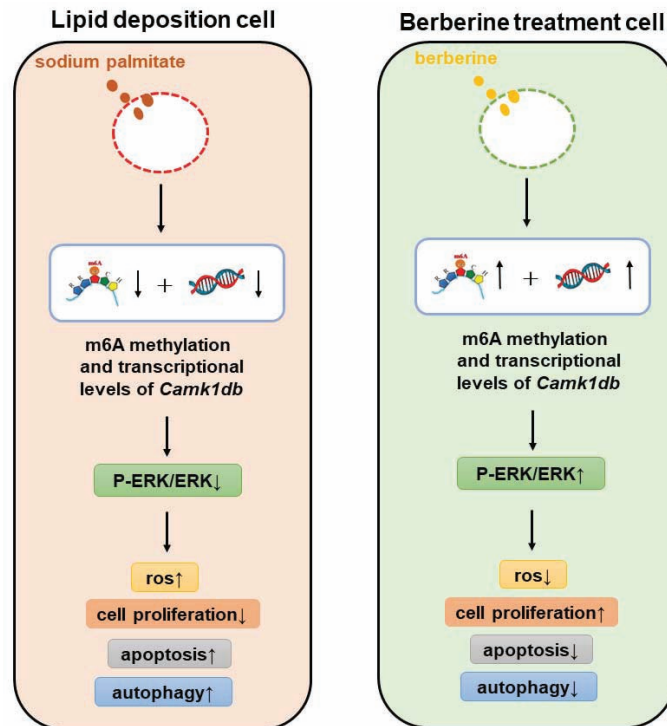 Lipid deposition cell
sodium palmitate
m6A
m6A methylation
and transcriptional
levels of Camk1db
P-ERK/ERK↓
ros↑
cell proliferation↓
apoptosis↑
autophagy↑
Berberine treatment cell
berberine
m6A
m6A methylation
and transcriptional
levels of Camk1db
P-ERK/ERK↑
ros↓
cell proliferation↑
apoptosis↓
autophagy↓